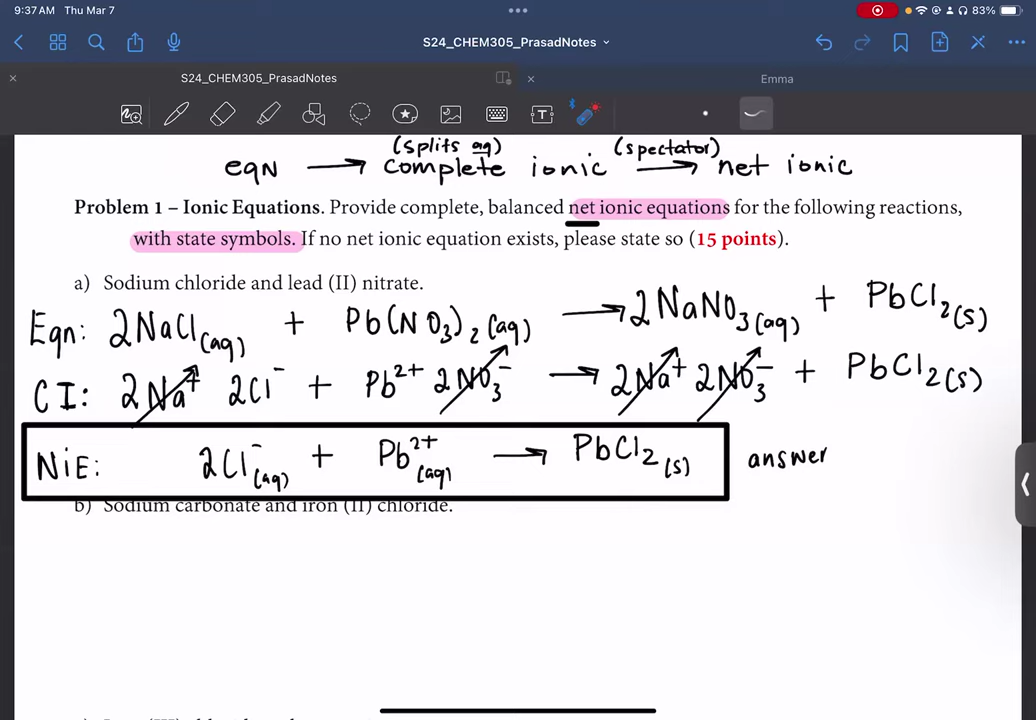 9:37 AM Thu Mar 7
83%
S24_CHEM305_PrasadNotes
S24_CHEM305_PrasadNotes
Emma
(splits aq) (spectator)
eqn → complete ionic → net ionic
Problem 1 – Ionic Equations. Provide complete, balanced net ionic equations for the following reactions,
with state symbols. If no net ionic equation exists, please state so (15 points).
a) Sodium chloride and lead (II) nitrate.
Eqn: 2NaCl(aq) + Pb(NO₃)₂(aq) → 2NaNO₃(aq) + PbCl₂(s)
CI: 2Na⁺ 2Cl⁻ + Pb²⁺ 2NO₃⁻ → 2Na⁺ 2NO₃⁻ + PbCl₂(s)
NiE: 2Cl⁻(aq) + Pb²⁺(aq) → PbCl₂(s) answer
b) Sodium carbonate and iron (II) chloride.